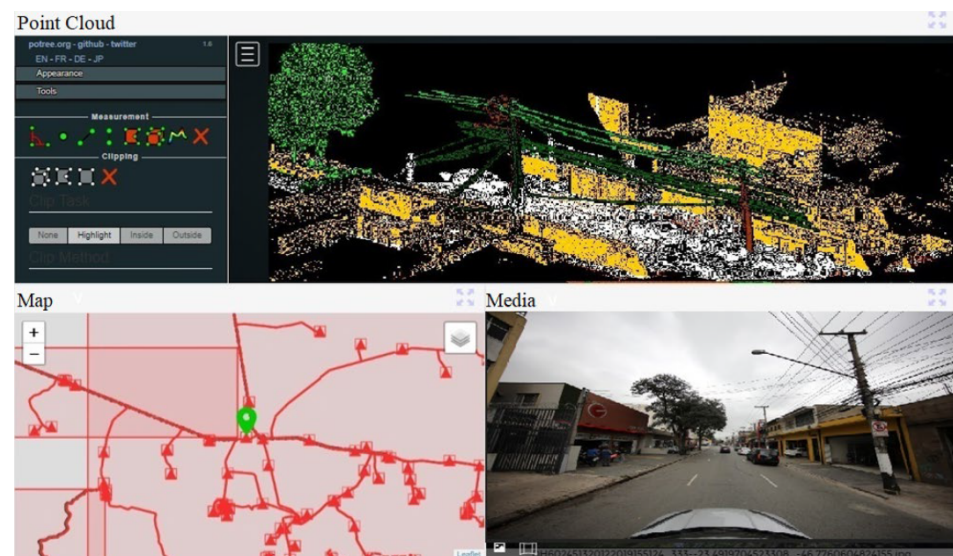 Point Cloud
potree.org - github - twitter 1.6
EN - FR - DE - JP
Appearance
Tools
Measurement
Clipping
Clip Task
None Highlight Inside Outside
Clip Method
Map
Media
+
−
Leaflet